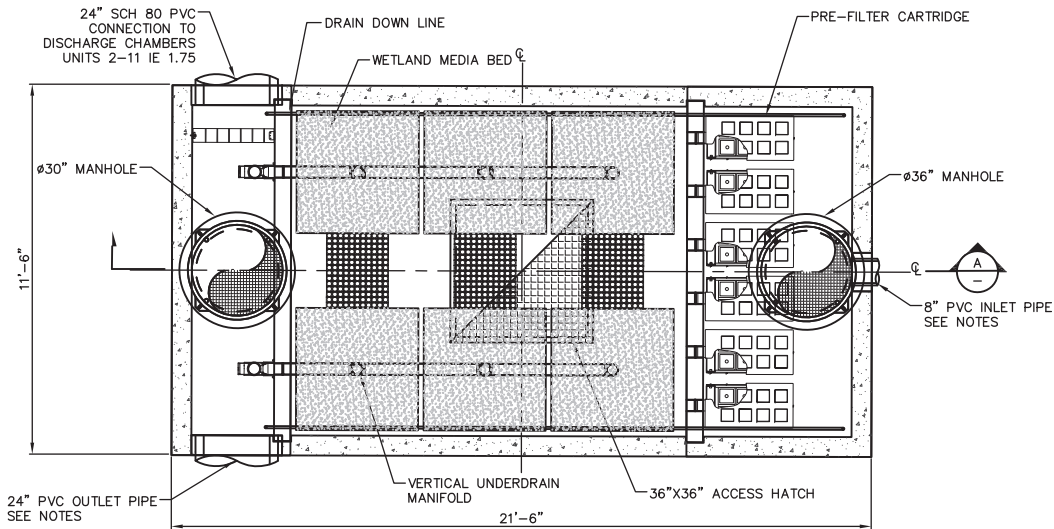 24" SCH 80 PVC
CONNECTION TO
DISCHARGE CHAMBERS
UNITS 2-11 IE 1.75
DRAIN DOWN LINE
WETLAND MEDIA BED
℄
PRE-FILTER CARTRIDGE
ø30" MANHOLE
ø36" MANHOLE
11'-6"
℄
A
-
8" PVC INLET PIPE
SEE NOTES
24" PVC OUTLET PIPE
SEE NOTES
VERTICAL UNDERDRAIN
MANIFOLD
36"X36" ACCESS HATCH
21'-6"